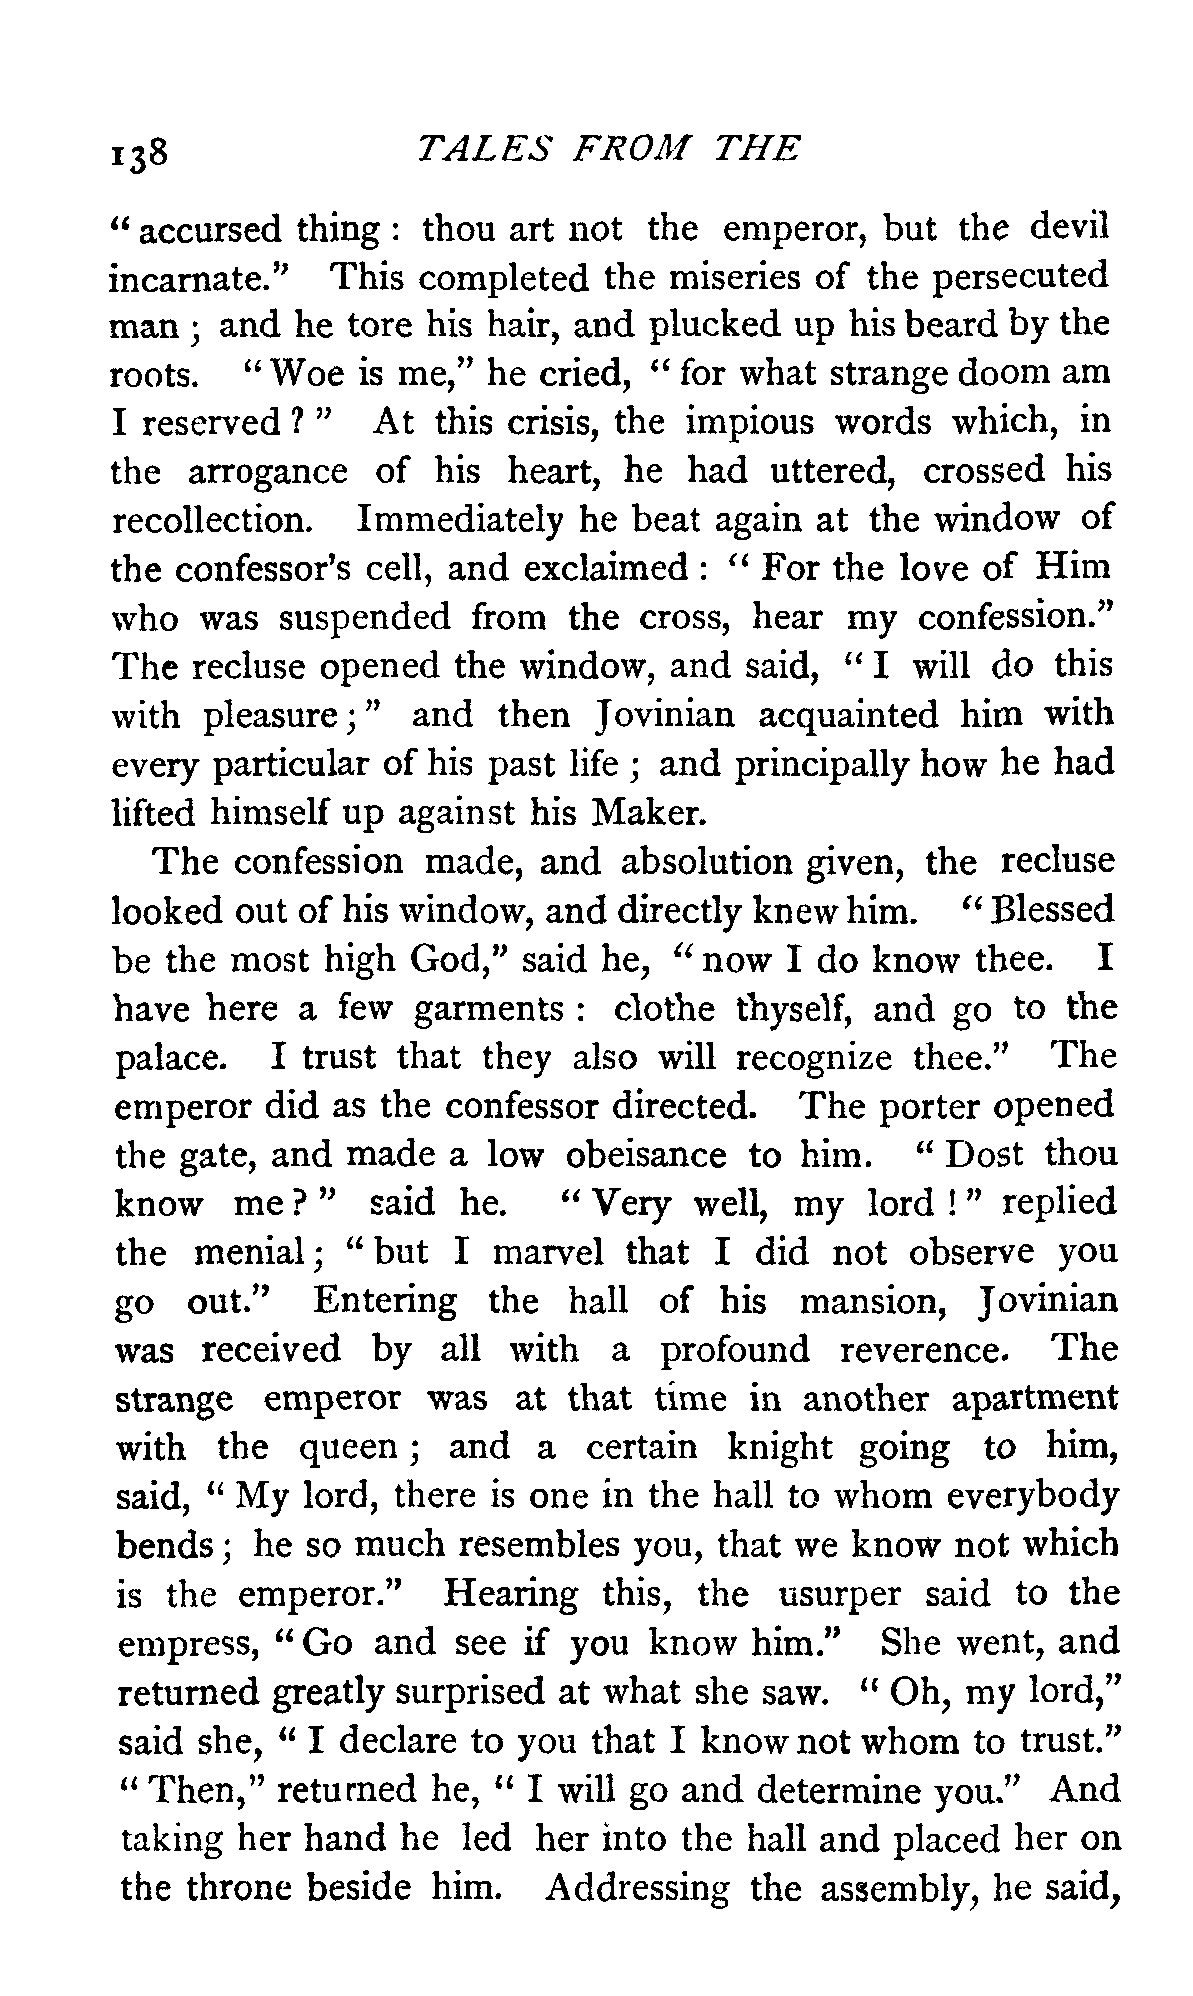 138 TALES FROM THE
" accursed thing : thou art not the emperor, but the devil
incarnate." This completed the miseries of the persecuted
man ; and he tore his hair, and plucked up his beard by the
roots. " Woe is me," he cried, " for what strange doom am
I reserved ? " At this crisis, the impious words which, in
the arrogance of his heart, he had uttered, crossed his
recollection. Immediately he beat again at the window of
the confessor's cell, and exclaimed : " For the love of Him
who was suspended from the cross, hear my confession."
The recluse opened the window, and said, " I will do this
with pleasure ; " and then Jovinian acquainted him with
every particular of his past life ; and principally how he had
lifted himself up against his Maker.
The confession made, and absolution given, the recluse
looked out of his window, and directly knew him. " Blessed
be the most high God," said he, " now I do know thee. I
have here a few garments : clothe thyself, and go to the
palace. I trust that they also will recognize thee." The
emperor did as the confessor directed. The porter opened
the gate, and made a low obeisance to him. " Dost thou
know me ? " said he. " Very well, my lord ! " replied
the menial ; " but I marvel that I did not observe you
go out." Entering the hall of his mansion, Jovinian
was received by all with a profound reverence. The
strange emperor was at that time in another apartment
with the queen ; and a certain knight going to him,
said, " My lord, there is one in the hall to whom everybody
bends ; he so much resembles you, that we know not which
is the emperor." Hearing this, the usurper said to the
empress, " Go and see if you know him." She went, and
returned greatly surprised at what she saw. " Oh, my lord,"
said she, " I declare to you that I know not whom to trust."
" Then," returned he, " I will go and determine you." And
taking her hand he led her into the hall and placed her on
the throne beside him. Addressing the assembly, he said,